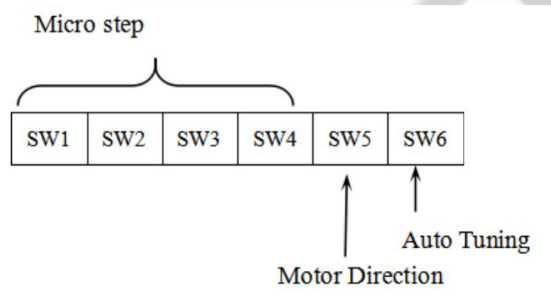 Micro step
SW1 SW2 SW3 SW4 SW5 SW6
Auto Tuning
Motor Direction